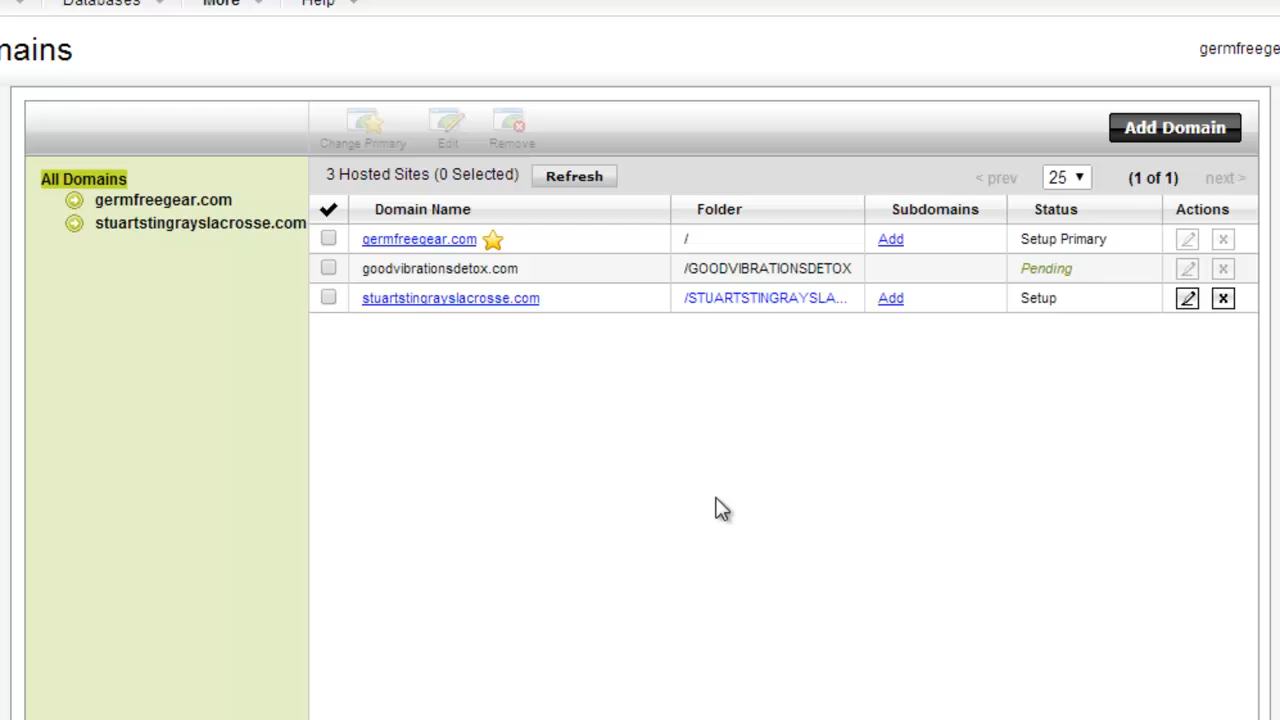 Databases More Help
mains
germfreege
Change Primary Edit Remove
Add Domain
All Domains
germfreegear.com
stuartstingrayslacrosse.com
3 Hosted Sites (0 Selected) Refresh < prev 25 (1 of 1) next >
Domain Name Folder Subdomains Status Actions
germfreegear.com / Add Setup Primary
goodvibrationsdetox.com /GOODVIBRATIONSDETOX Pending
stuartstingrayslacrosse.com /STUARTSTINGRAYSLA... Add Setup